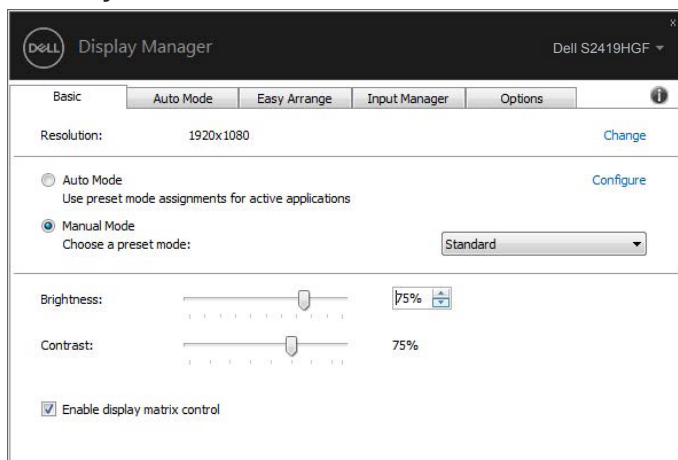 DELL Display Manager Dell S2419HGF
x
Basic Auto Mode Easy Arrange Input Manager Options i
Resolution: 1920x1080 Change
Auto Mode Configure
Use preset mode assignments for active applications
Manual Mode
Choose a preset mode: Standard
Brightness: 75%
Contrast: 75%
Enable display matrix control